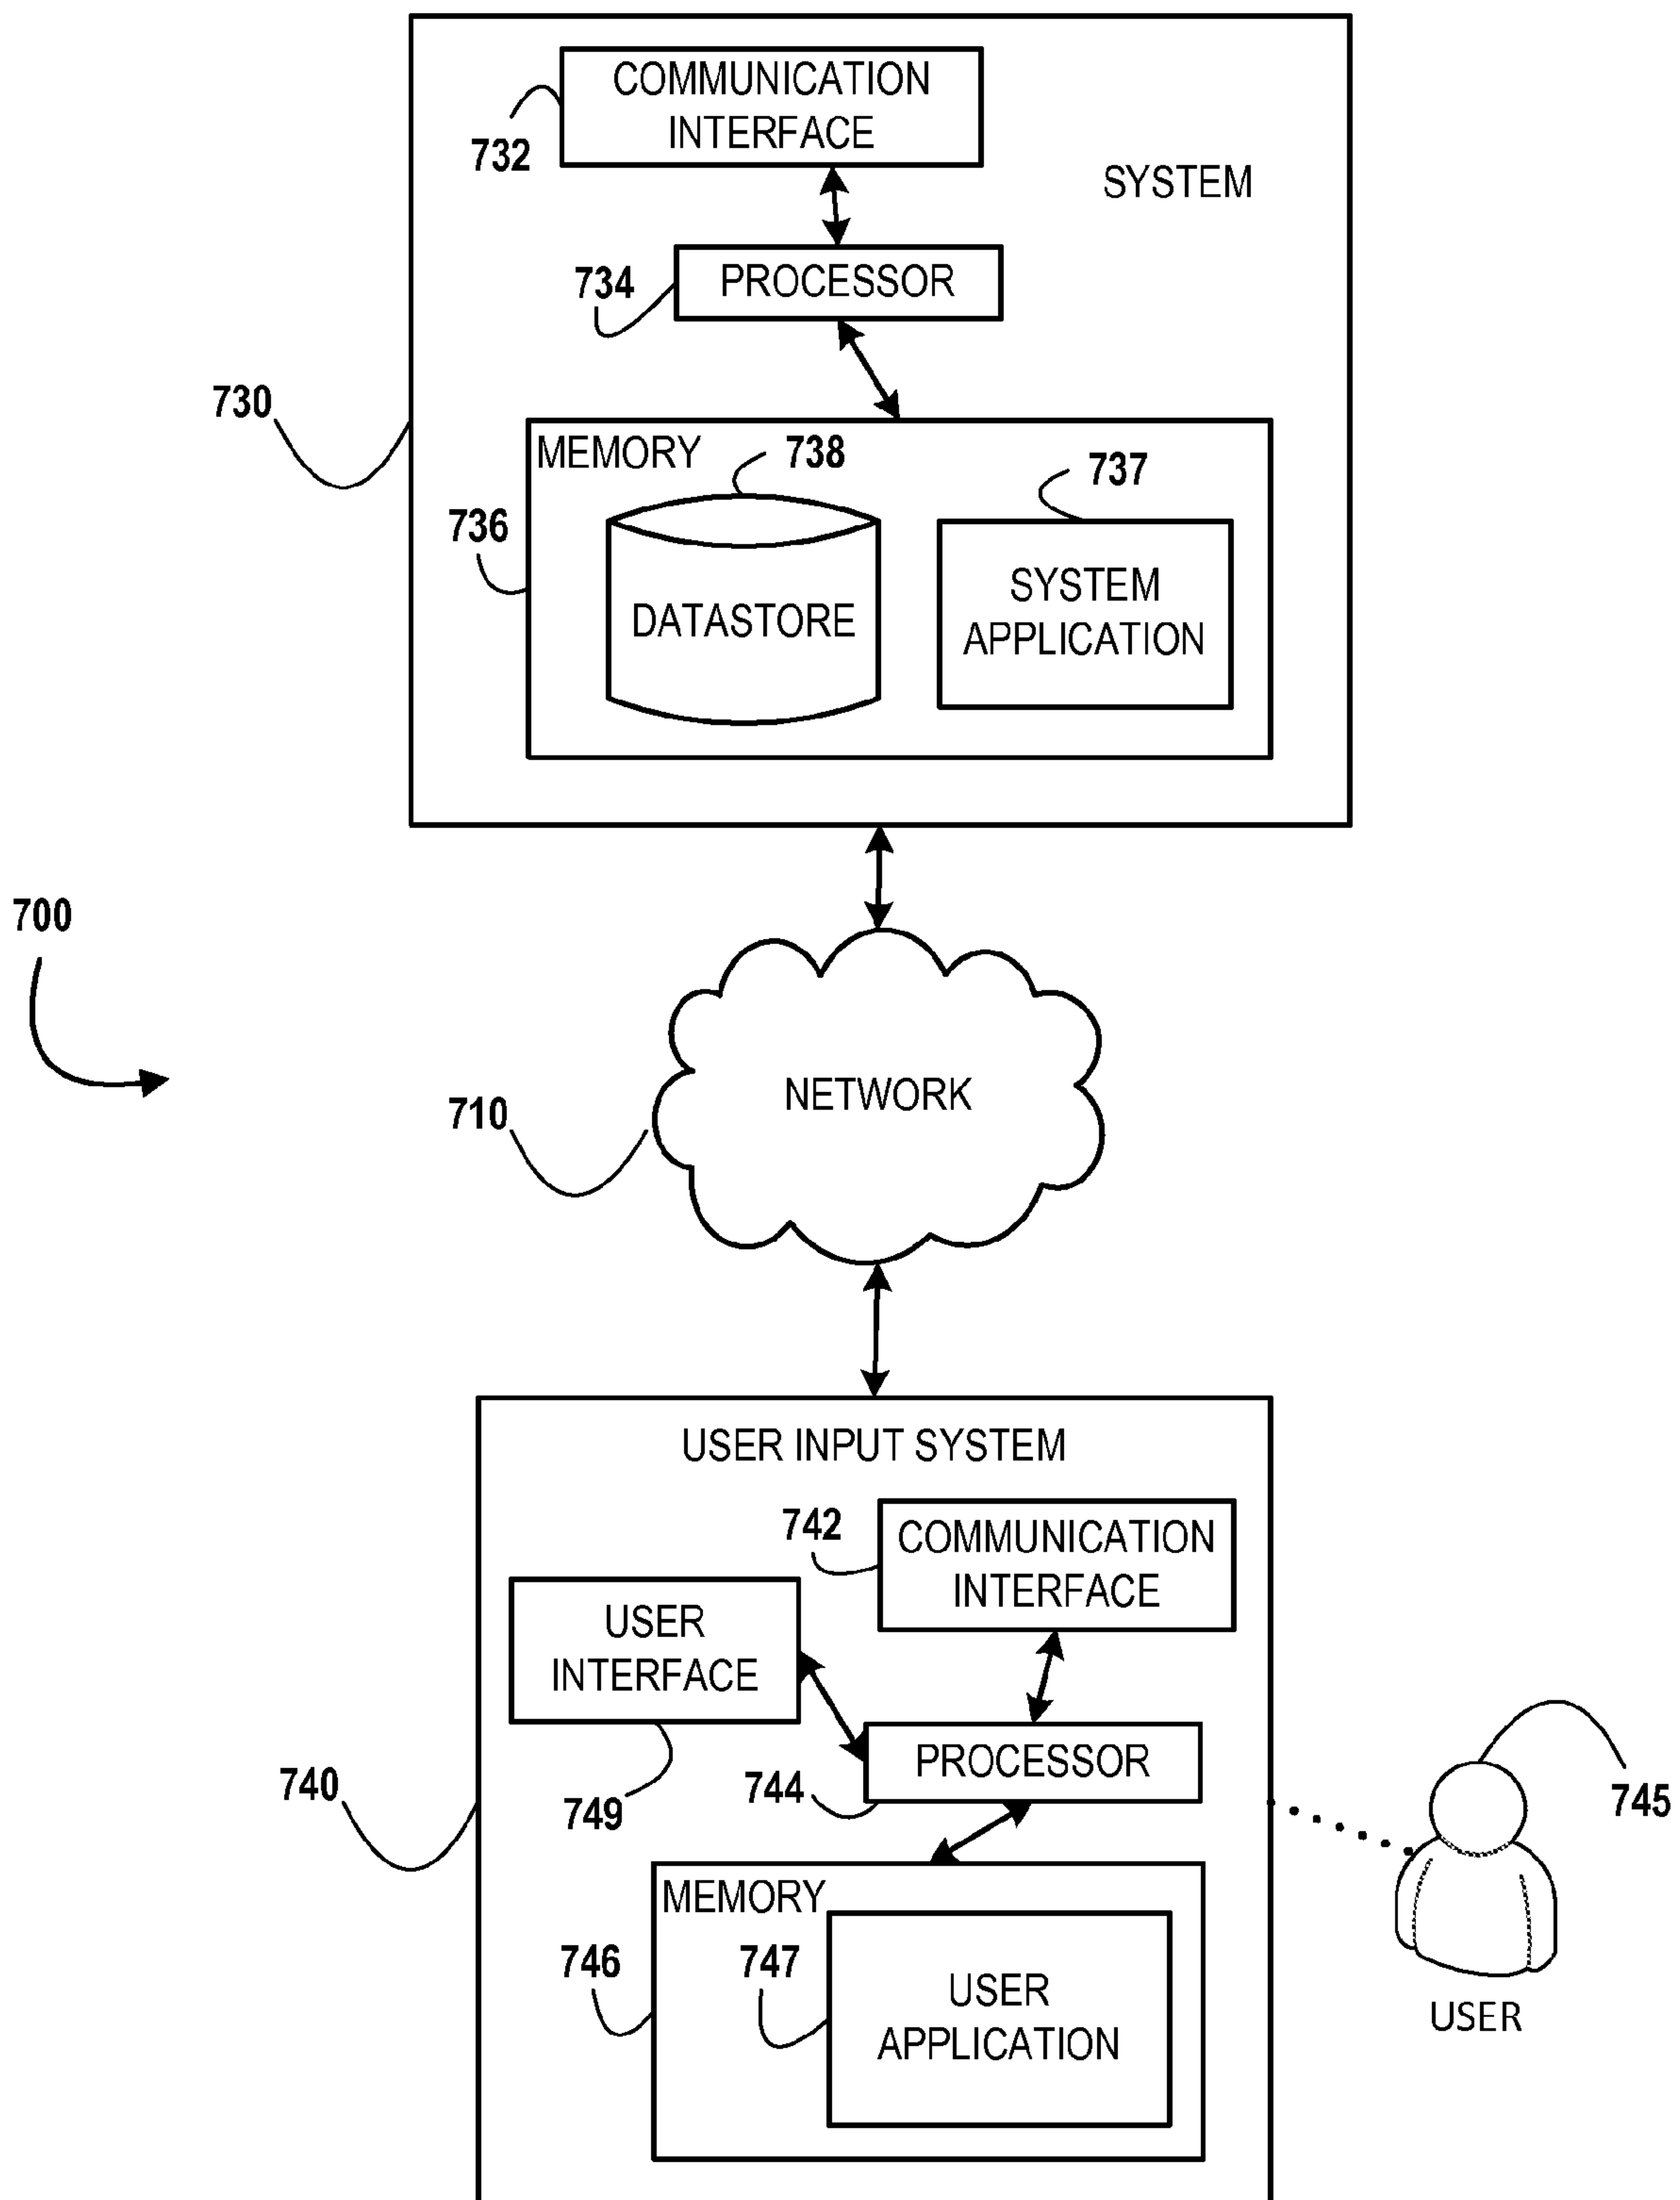 COMMUNICATION
INTERFACE
732
SYSTEM
734
PROCESSOR
730
MEMORY
738
737
736
DATASTORE
SYSTEM
APPLICATION
700
NETWORK
710
USER INPUT SYSTEM
742
COMMUNICATION
INTERFACE
USER
INTERFACE
PROCESSOR
740
749
744
745
MEMORY
746
747
USER
APPLICATION
USER